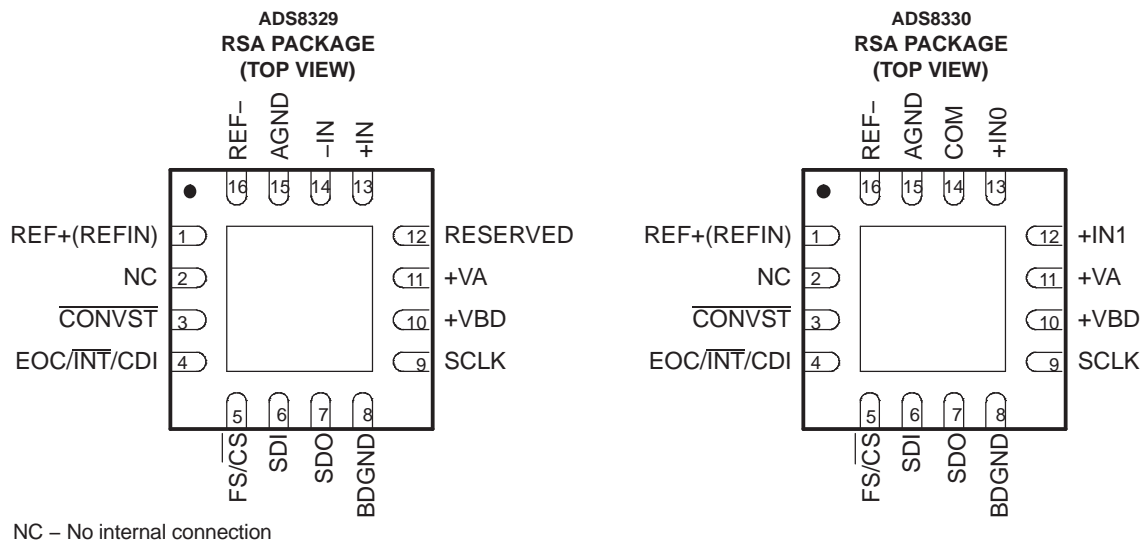 ADS8329
RSA PACKAGE
(TOP VIEW)
REF–
AGND
–IN
+IN
16
15
14
13
REF+(REFIN)
1
NC
2
CONVST
3
EOC/INT/CDI
4
12
RESERVED
11
+VA
10
+VBD
9
SCLK
5
6
7
8
FS/CS
SDI
SDO
BDGND
NC – No internal connection
ADS8330
RSA PACKAGE
(TOP VIEW)
REF–
AGND
COM
+IN0
16
15
14
13
REF+(REFIN)
1
NC
2
CONVST
3
EOC/INT/CDI
4
12
+IN1
11
+VA
10
+VBD
9
SCLK
5
6
7
8
FS/CS
SDI
SDO
BDGND